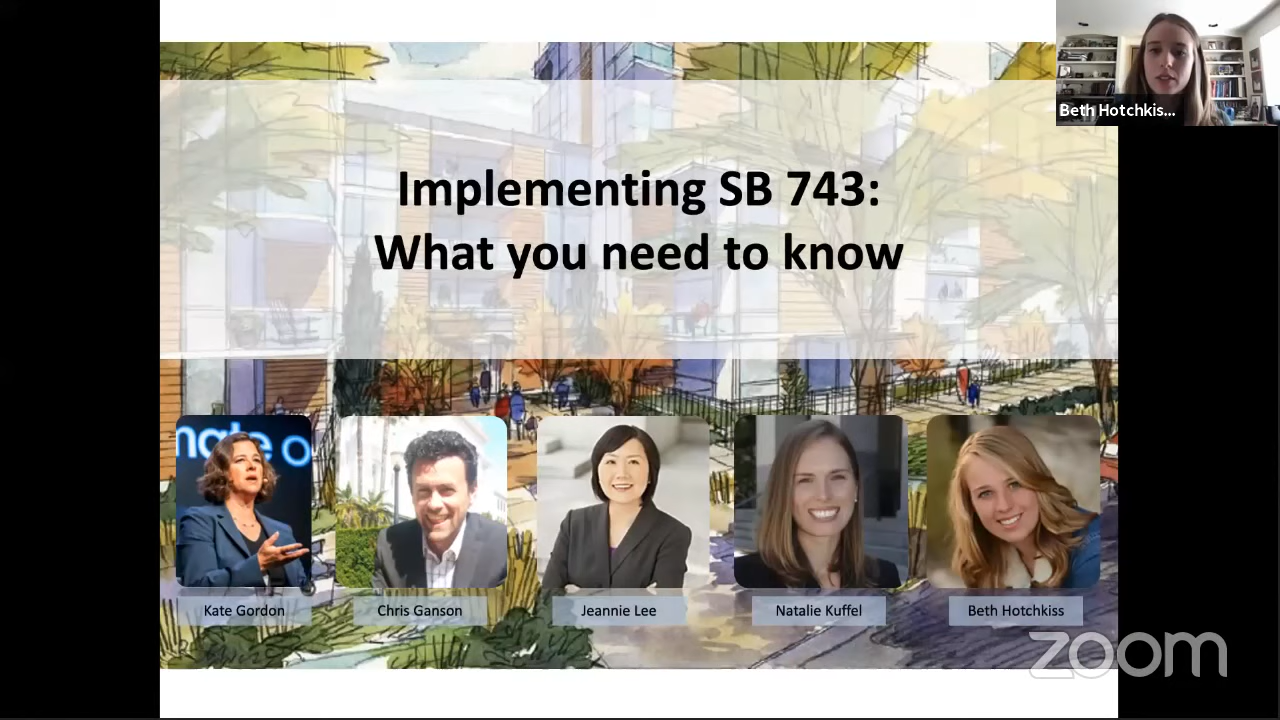 Beth Hotchkis...
Implementing SB 743:
What you need to know
nate o
Kate Gordon
Chris Ganson
Jeannie Lee
Natalie Kuffel
Beth Hotchkiss
zoom